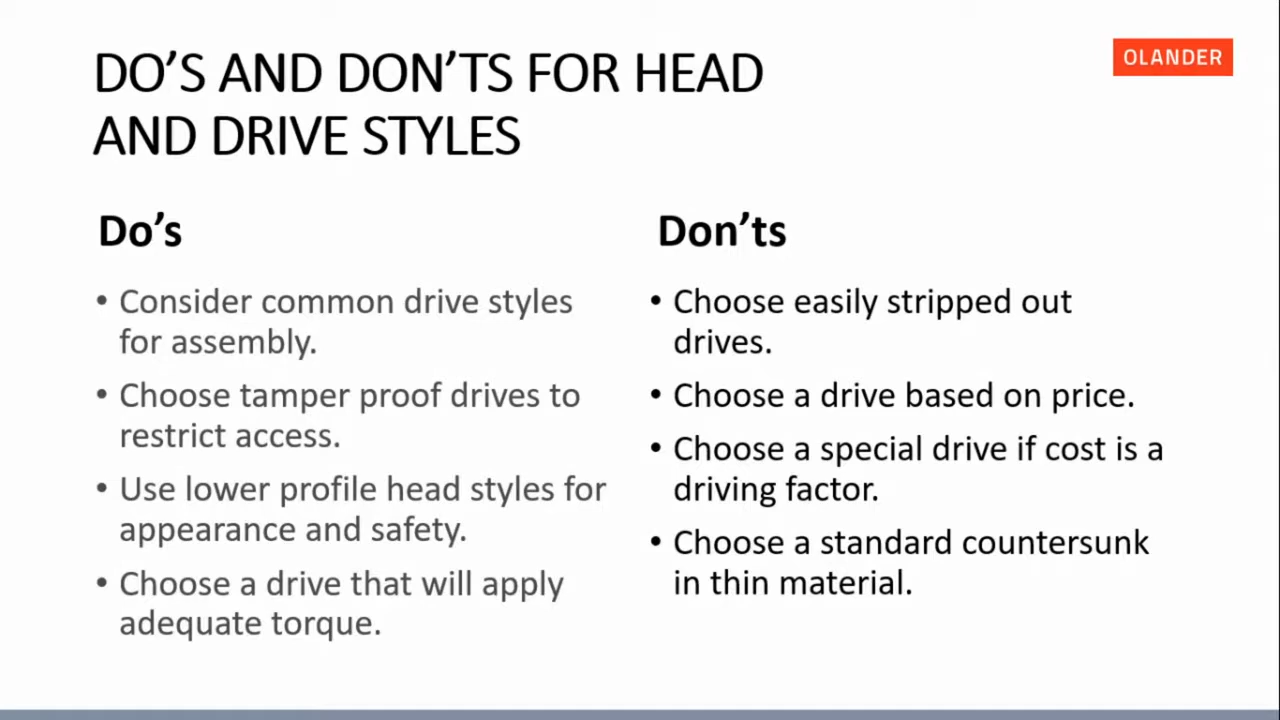 DO’S AND DON’TS FOR HEAD
AND DRIVE STYLES
OLANDER
Do’s
• Consider common drive styles
for assembly.
• Choose tamper proof drives to
restrict access.
• Use lower profile head styles for
appearance and safety.
• Choose a drive that will apply
adequate torque.
Don’ts
• Choose easily stripped out
drives.
• Choose a drive based on price.
• Choose a special drive if cost is a
driving factor.
• Choose a standard countersunk
in thin material.